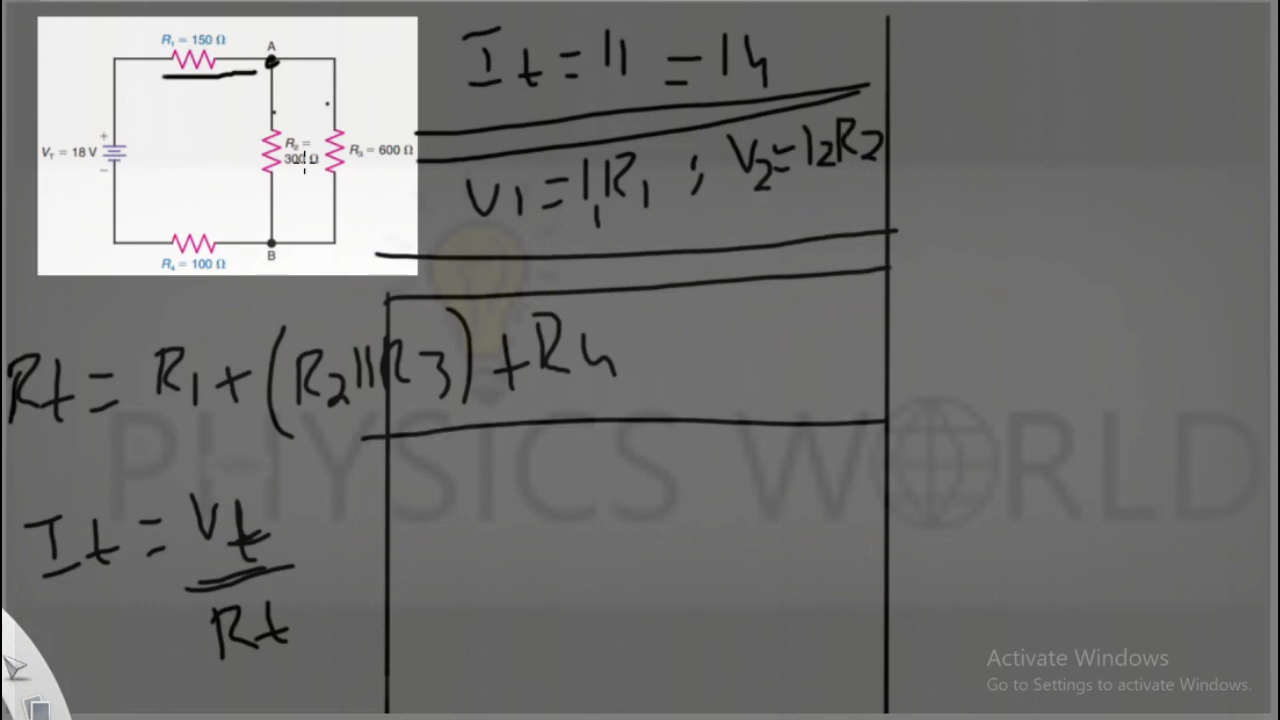 R₁ = 150 Ω
A
V_T = 18 V
+
−
R₂ =
300 Ω
R₃ = 600 Ω
B
R₄ = 100 Ω
It = I1 = I4
V1 = I1R1 ; V2 = I2R2
Rt = R1 + (R2 || R3) + R4
It = Vt
Rt
PHYSICS WORLD
Activate Windows
Go to Settings to activate Windows.